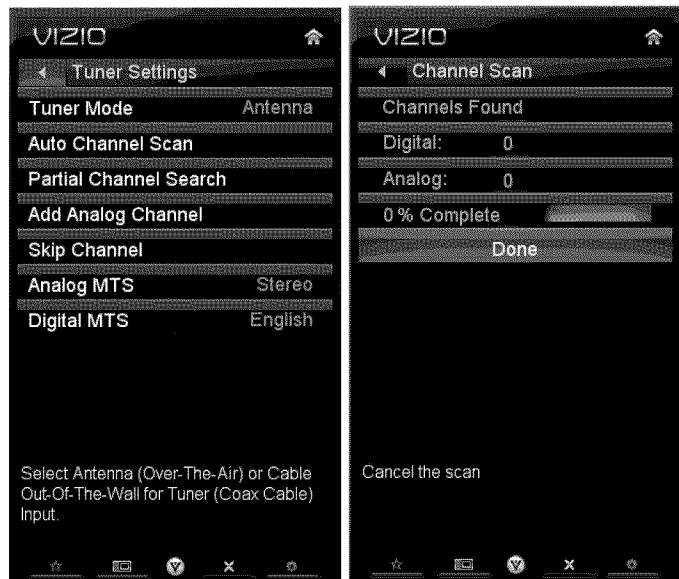 VIZIO
Tuner Settings
Tuner Mode Antenna
Auto Channel Scan
Partial Channel Search
Add Analog Channel
Skip Channel
Analog MTS Stereo
Digital MTS English
Select Antenna (Over-The-Air) or Cable
Out-Of-The-Wall for Tuner (Coax Cable)
Input.
VIZIO
Channel Scan
Channels Found
Digital: 0
Analog: 0
0 % Complete
Done
Cancel the scan